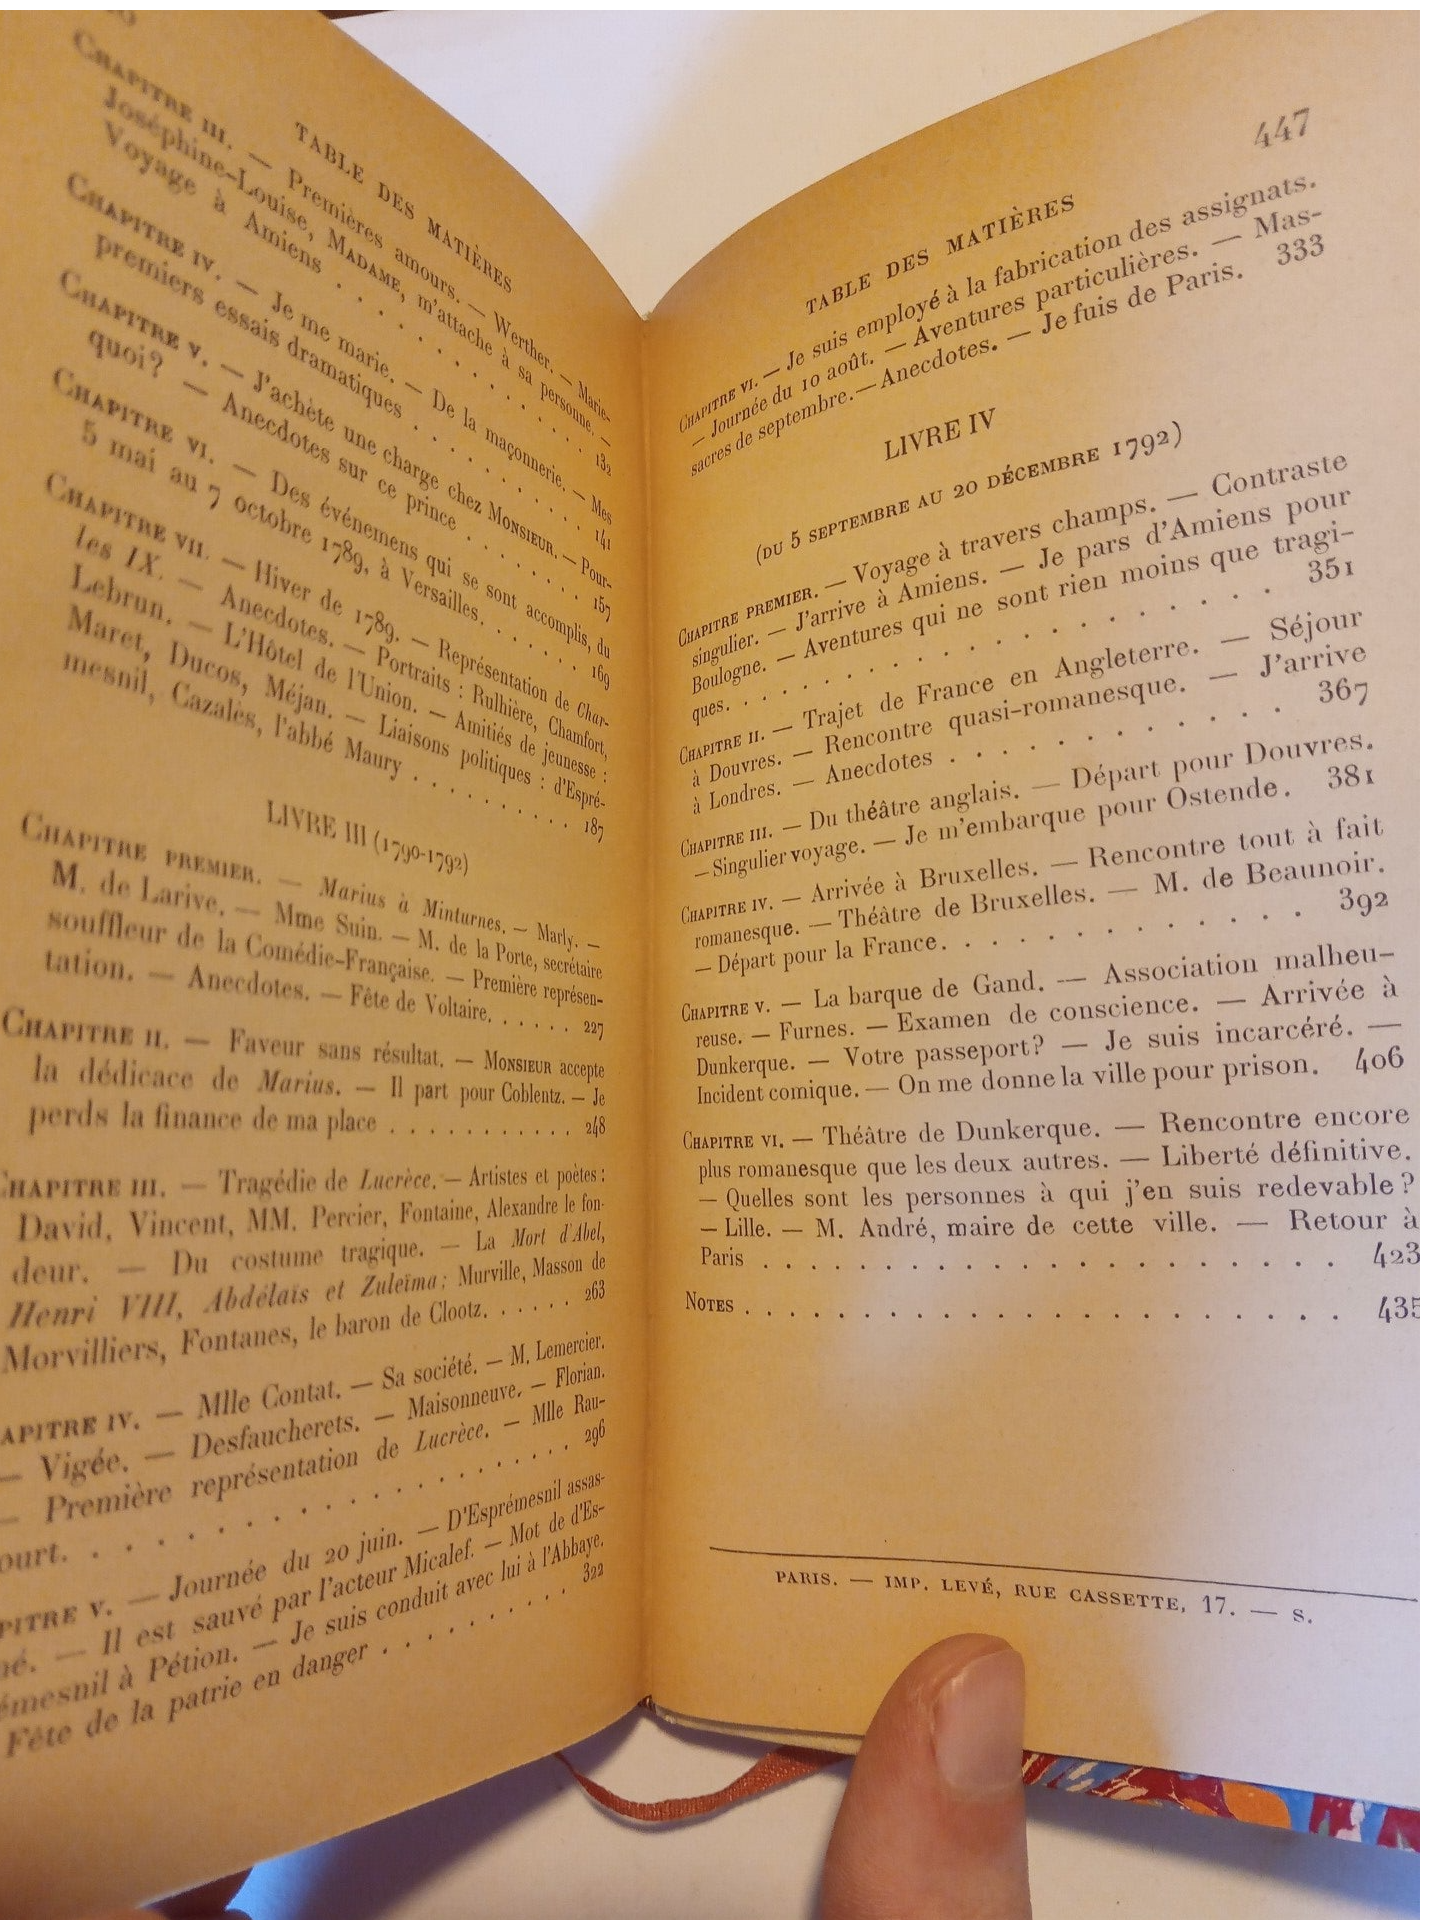 TABLE DES MATIÈRES
CHAPITRE III. — Premières amours. — Werther. — Marie-
Joséphine-Louise, MADAME, m'attache à sa personne. —
Voyage à Amiens . . . . . . . . . . 132
CHAPITRE IV. — Je me marie. — De la maçonnerie. — Mes
premiers essais dramatiques . . . . . . . 141
CHAPITRE V. — J'achète une charge chez MONSIEUR. — Pour-
quoi? — Anecdotes sur ce prince . . . . . . 157
CHAPITRE VI. — Des événemens qui se sont accomplis, du
5 mai au 7 octobre 1789, à Versailles. . . . . . 169
CHAPITRE VII. — Hiver de 1789. — Représentation de Char-
les IX. — Anecdotes. — Portraits : Rulhière, Chamfort,
Lebrun. — L'Hôtel de l'Union. — Amitiés de jeunesse :
Maret, Ducos, Méjan. — Liaisons politiques : d'Espré-
mesnil, Cazalès, l'abbé Maury . . . . . . . . 187
LIVRE III (1790-1792)
CHAPITRE PREMIER. — Marius à Minturnes. — Marly. —
M. de Larive. — Mme Suin. — M. de la Porte, secrétaire
souffleur de la Comédie-Française. — Première représen-
tation. — Anecdotes. — Fête de Voltaire. . . . . . 227
CHAPITRE II. — Faveur sans résultat. — MONSIEUR accepte
la dédicace de Marius. — Il part pour Coblentz. — Je
perds la finance de ma place . . . . . . . . . . . 248
CHAPITRE III. — Tragédie de Lucrèce. — Artistes et poètes :
David, Vincent, MM. Percier, Fontaine, Alexandre le fon-
deur. — Du costume tragique. — La Mort d'Abel,
Henri VIII, Abdélaïs et Zuleïma; Murville, Masson de
Morvilliers, Fontanes, le baron de Clootz. . . . . . 263
APITRE IV. — Mlle Contat. — Sa société. — M. Lemercier.
— Vigée. — Desfaucherets. — Maisonneuve. — Florian.
— Première représentation de Lucrèce. — Mlle Rau-
ourt. . . . . . . . . . . . . . . . 296
PITRE V. — Journée du 20 juin. — D'Esprémesnil assas-
né. — Il est sauvé par l'acteur Micalef. — Mot de d'Es-
émesnil à Pétion. — Je suis conduit avec lui à l'Abbaye.
Fête de la patrie en danger . . . . . . . . . 322
447
TABLE DES MATIÈRES
CHAPITRE VI. — Je suis employé à la fabrication des assignats.
— Journée du 10 août. — Aventures particulières. — Mas-
sacres de septembre. — Anecdotes. — Je fuis de Paris. 333
LIVRE IV
(DU 5 SEPTEMBRE AU 20 DÉCEMBRE 1792)
CHAPITRE PREMIER. — Voyage à travers champs. — Contraste
singulier. — J'arrive à Amiens. — Je pars d'Amiens pour
Boulogne. — Aventures qui ne sont rien moins que tragi-
ques. . . . . . . . . . . . . . . . . . 351
CHAPITRE II. — Trajet de France en Angleterre. — Séjour
à Douvres. — Rencontre quasi-romanesque. — J'arrive
à Londres. — Anecdotes . . . . . . . . . . 367
CHAPITRE III. — Du théâtre anglais. — Départ pour Douvres.
— Singulier voyage. — Je m'embarque pour Ostende. 381
CHAPITRE IV. — Arrivée à Bruxelles. — Rencontre tout à fait
romanesque. — Théâtre de Bruxelles. — M. de Beaunoir.
— Départ pour la France. . . . . . . . . . . 392
CHAPITRE V. — La barque de Gand. — Association malheu-
reuse. — Furnes. — Examen de conscience. — Arrivée à
Dunkerque. — Votre passeport? — Je suis incarcéré. —
Incident comique. — On me donne la ville pour prison. 406
CHAPITRE VI. — Théâtre de Dunkerque. — Rencontre encore
plus romanesque que les deux autres. — Liberté définitive.
— Quelles sont les personnes à qui j'en suis redevable?
— Lille. — M. André, maire de cette ville. — Retour à
Paris . . . . . . . . . . . . . . . . . . . . 423
NOTES . . . . . . . . . . . . . . . . . . . . . 435
PARIS. — IMP. LEVÉ, RUE CASSETTE, 17. — S.